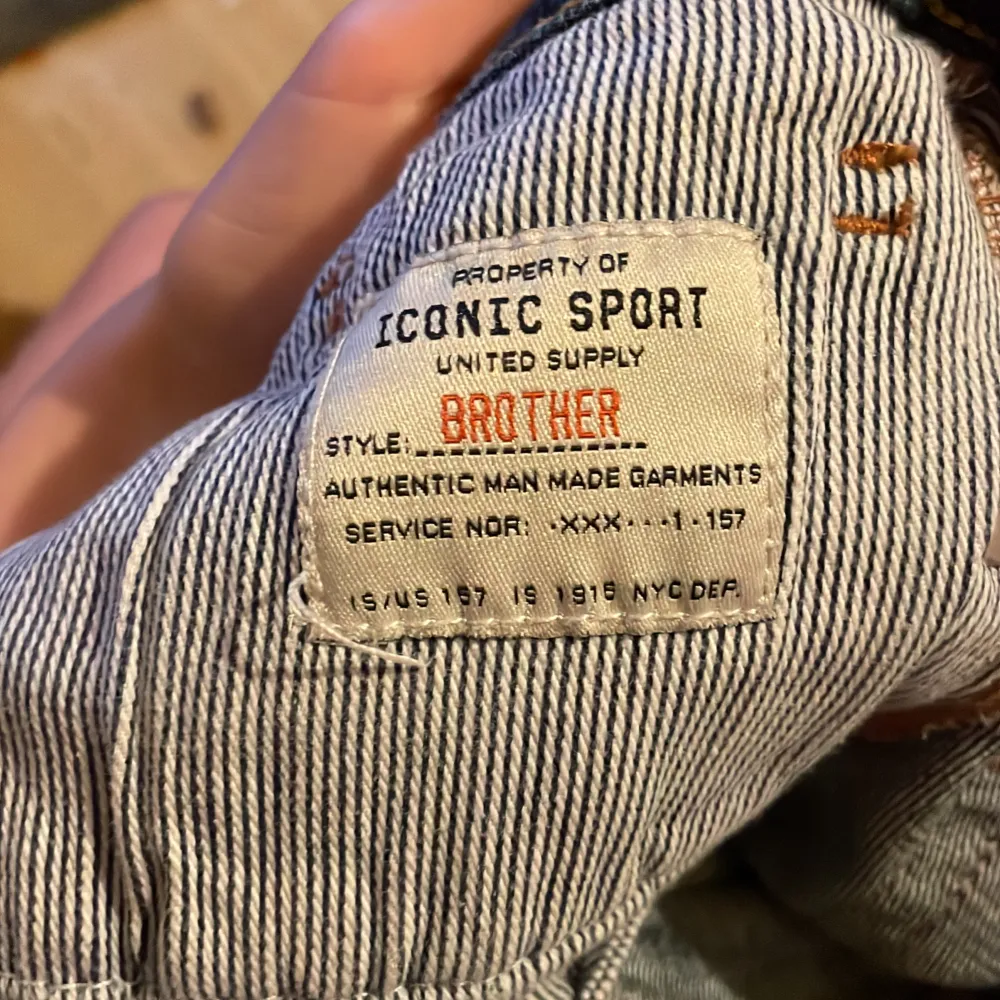 PROPERTY OF
ICONIC SPORT
UNITED SUPPLY
STYLE: BROTHER
AUTHENTIC MAN MADE GARMENTS
SERVICE NOR: ·XXX···1·157
IS/US 157 IS 1915 NYC DEP.